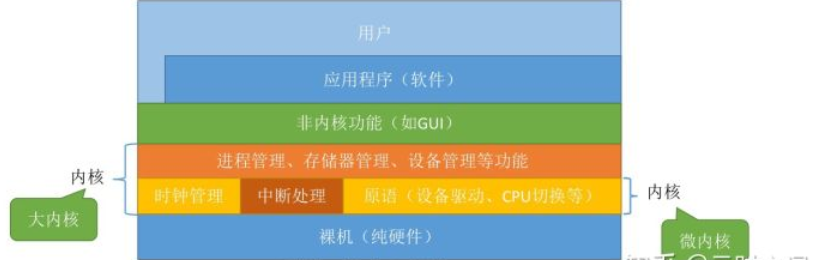 用户
应用程序（软件）
非内核功能（如GUI）
进程管理、存储器管理、设备管理等功能
内核
时钟管理 中断处理 原语（设备驱动、CPU切换等）
内核
大内核
裸机（纯硬件）
微内核